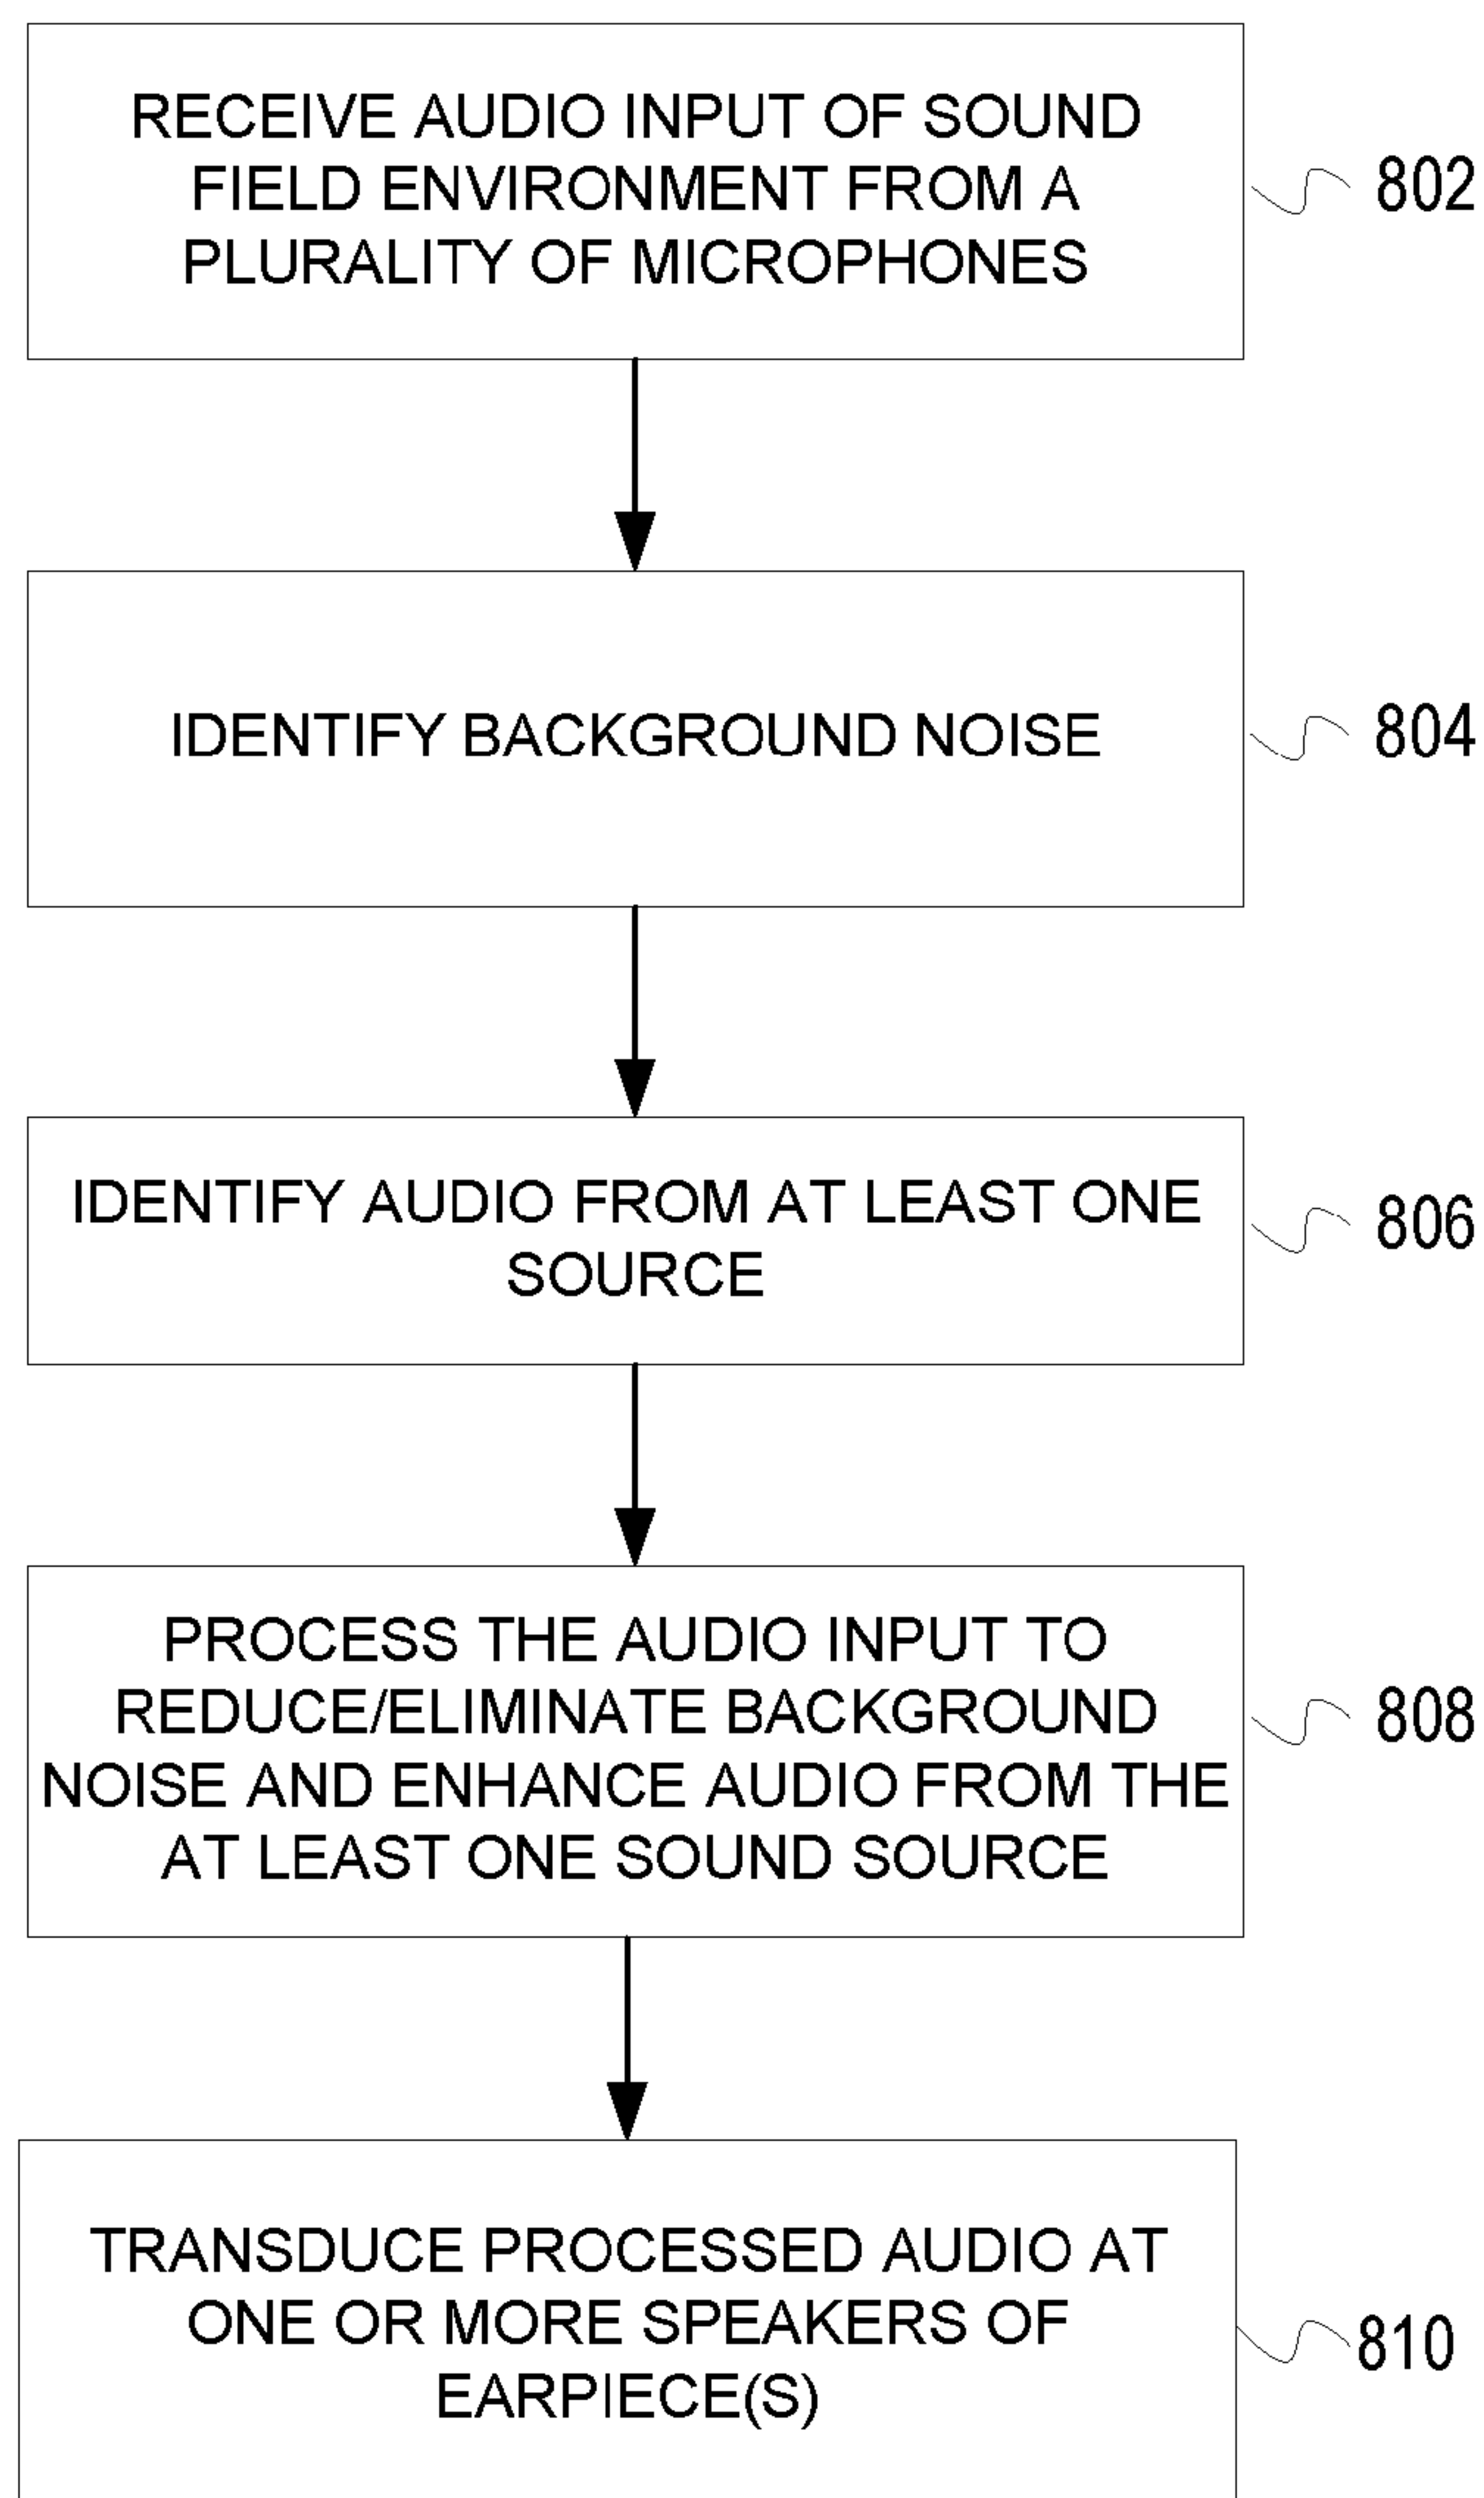 RECEIVE AUDIO INPUT OF SOUND
FIELD ENVIRONMENT FROM A
PLURALITY OF MICROPHONES
802
IDENTIFY BACKGROUND NOISE
804
IDENTIFY AUDIO FROM AT LEAST ONE
SOURCE
806
PROCESS THE AUDIO INPUT TO
REDUCE/ELIMINATE BACKGROUND
NOISE AND ENHANCE AUDIO FROM THE
AT LEAST ONE SOUND SOURCE
808
TRANSDUCE PROCESSED AUDIO AT
ONE OR MORE SPEAKERS OF
EARPIECE(S)
810